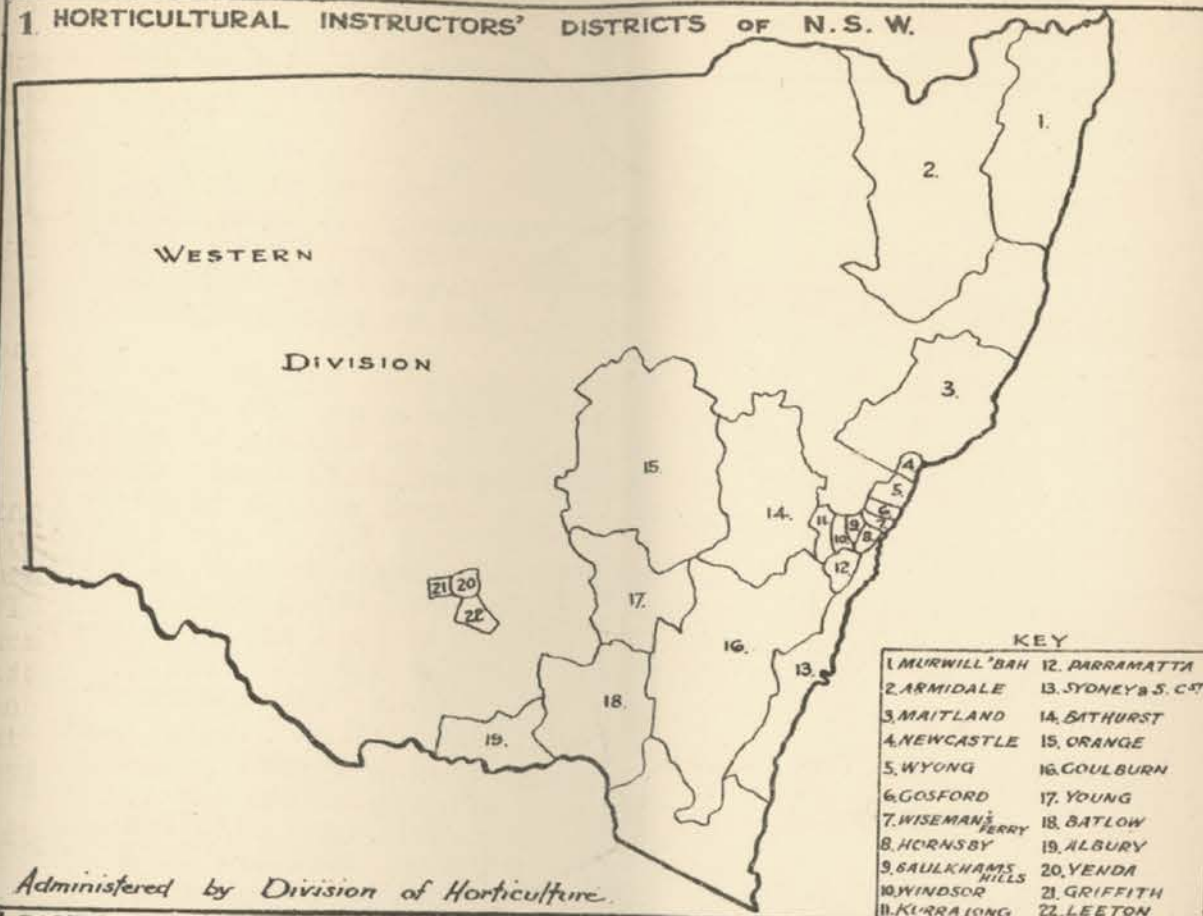 1 HORTICULTURAL INSTRUCTORS' DISTRICTS OF N.S.W.
1.
2.
WESTERN
DIVISION
3.
4
15.
5.
14.
6
7
11.
9
10.
8.
12.
21 20
17.
22
16.
13.
18.
19.
KEY
1 MURWILL'BAH 12. PARRAMATTA
2. ARMIDALE 13. SYDNEY & S. CST
3. MAITLAND 14. BATHURST
4. NEWCASTLE 15. ORANGE
5. WYONG 16. GOULBURN
6. GOSFORD 17. YOUNG
7. WISEMAN'S FERRY 18. BATLOW
8. HORNSBY 19. ALBURY
9. BAULKHAMS HILLS 20. YENDA
10. WINDSOR 21. GRIFFITH
11. KURRAJONG 22. LEETON
Administered by Division of Horticulture.